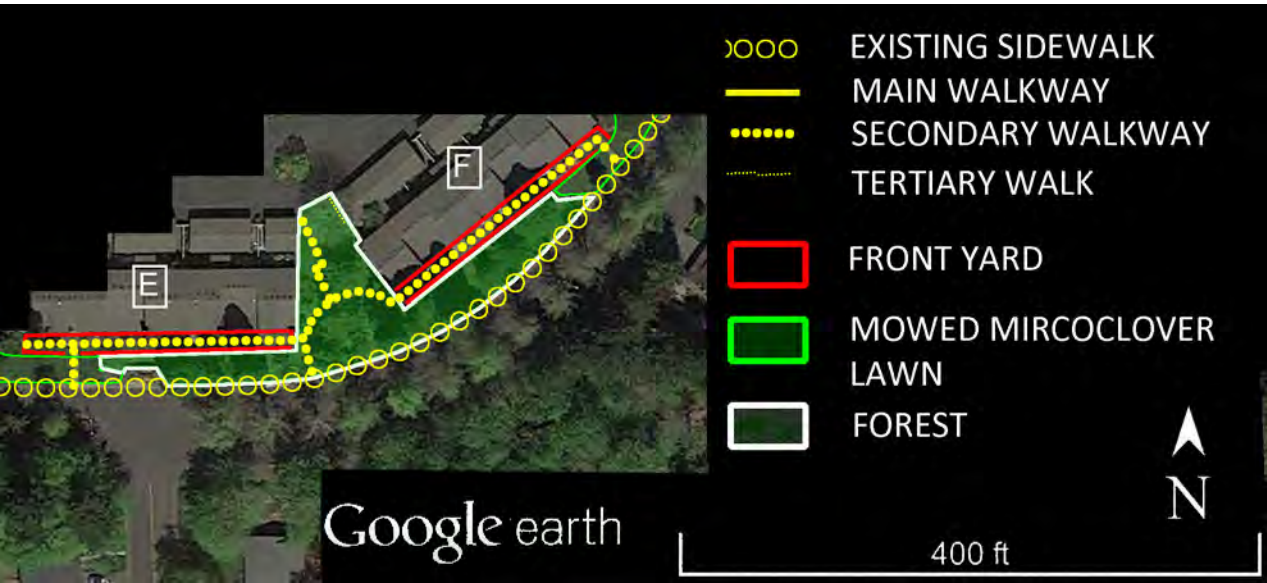 EXISTING SIDEWALK
MAIN WALKWAY
SECONDARY WALKWAY
TERTIARY WALK
F
FRONT YARD
E
MOWED MIRCOCLOVER
LAWN
FOREST
N
Google earth
400 ft